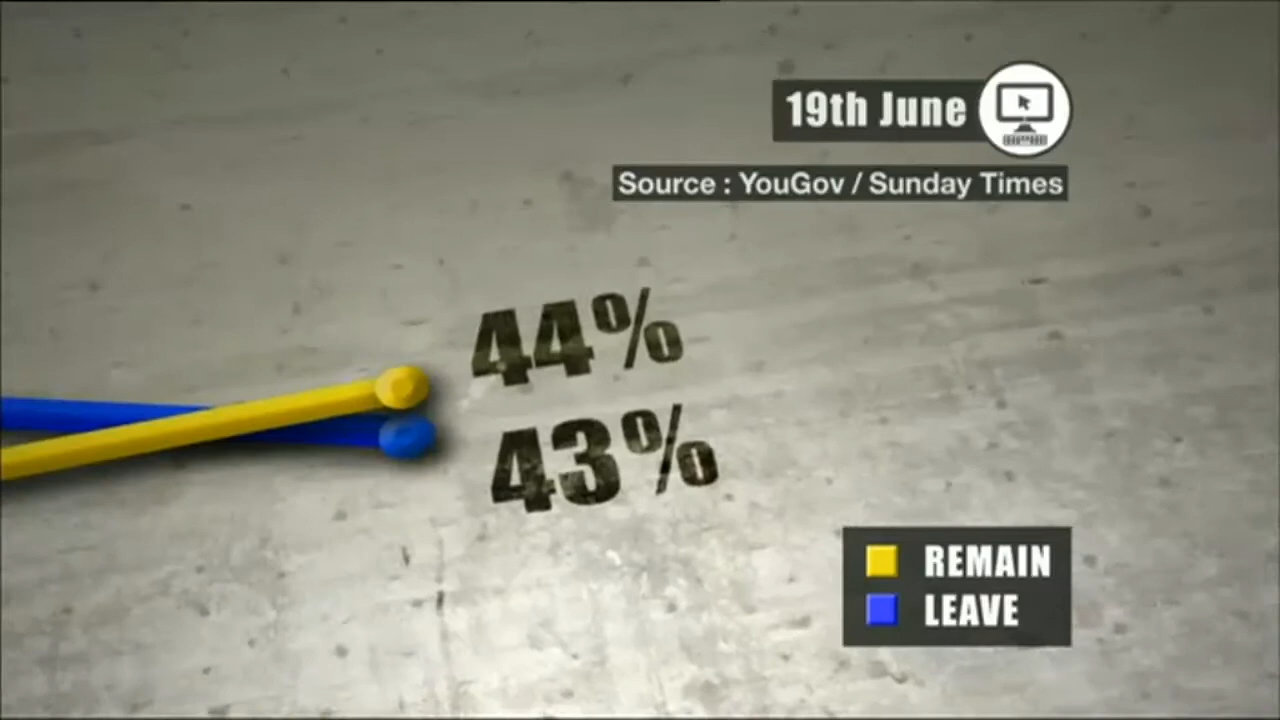 19th June
Source : YouGov / Sunday Times
44%
43%
REMAIN
LEAVE